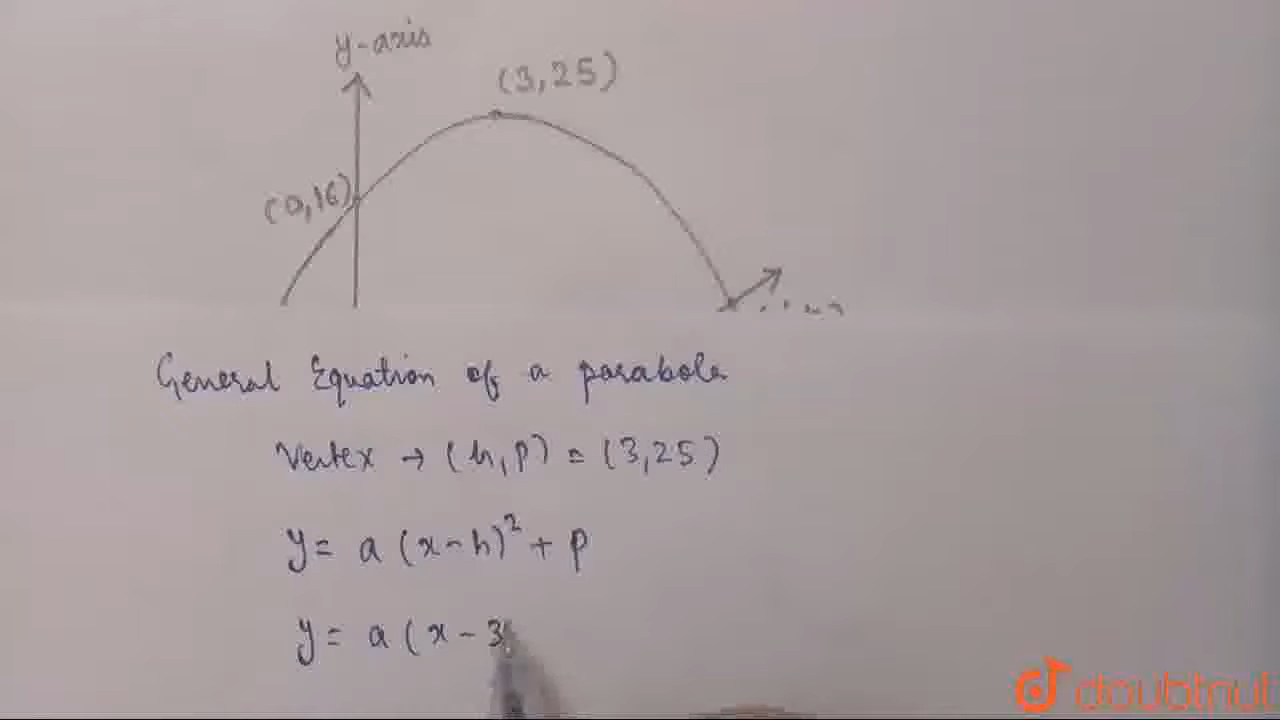 y-axis
(3,25)
(0,16)
General Equation of a parabola
Vertex → (h,p) = (3,25)
y = a (x-h)² + p
y = a (x - 3
doubtnut